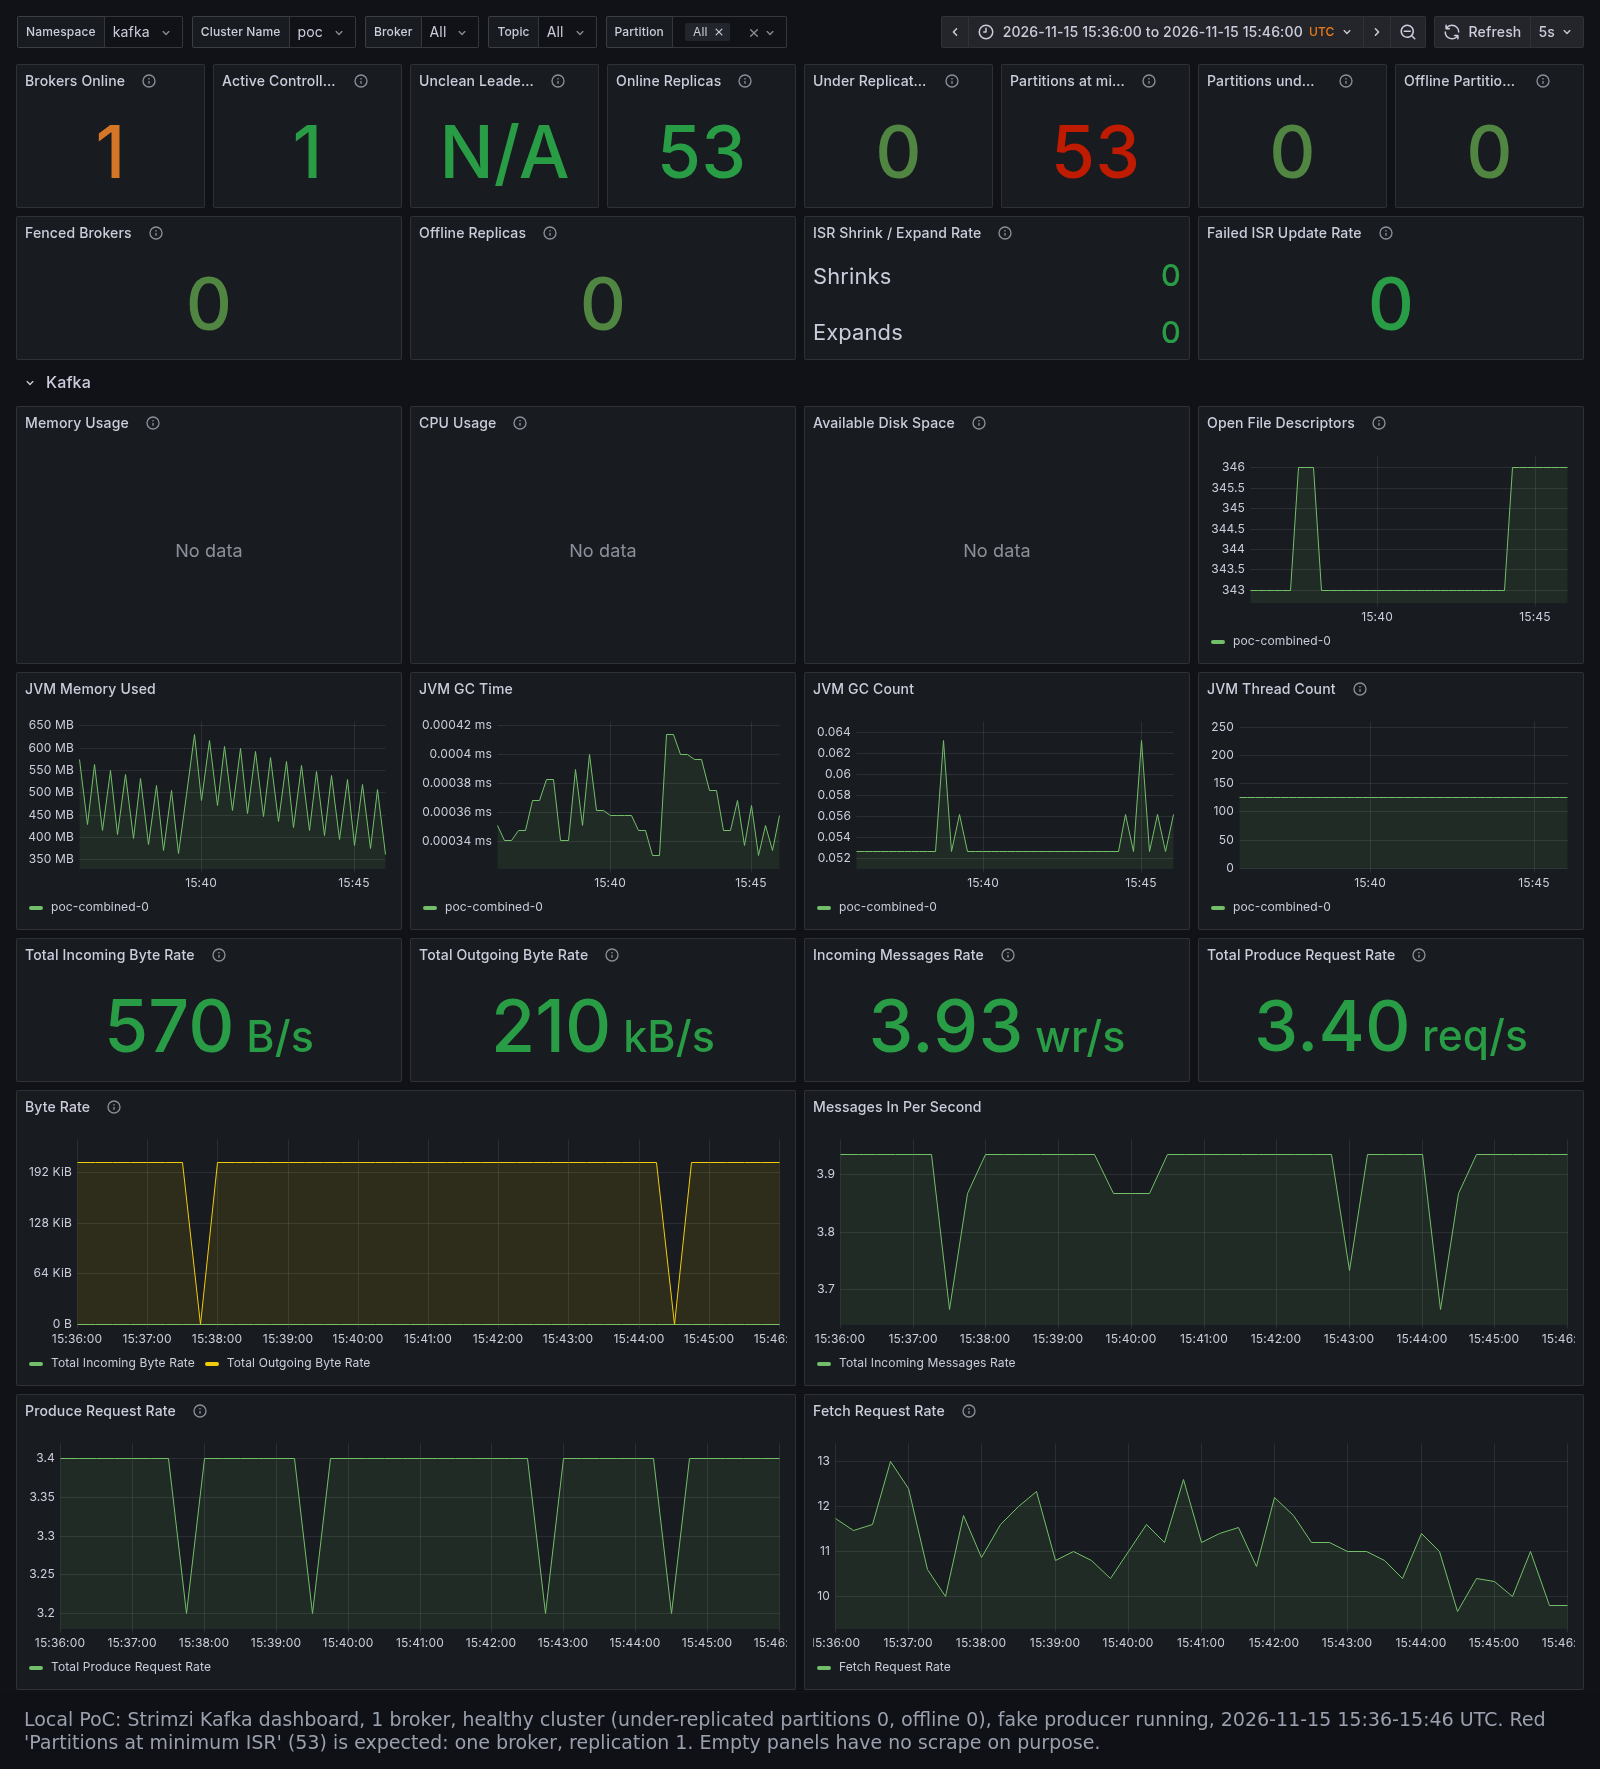 Namespace kafka Cluster Name poc Broker All Topic All Partition All 2026-11-15 15:36:00 to 2026-11-15 15:46:00 UTC Refresh 5s
Brokers Online Active Controll... Unclean Leade... Online Replicas Under Replicat... Partitions at mi... Partitions und... Offline Partitio...
1 1 N/A 53 0 53 0 0
Fenced Brokers Offline Replicas ISR Shrink / Expand Rate Failed ISR Update Rate
0 0 Shrinks 0 0
Expands 0
Kafka
Memory Usage CPU Usage Available Disk Space Open File Descriptors
No data No data No data
346
345.5
345
344.5
344
343.5
343
15:40 15:45
poc-combined-0
JVM Memory Used
650 MB
600 MB
550 MB
500 MB
450 MB
400 MB
350 MB
15:40 15:45
poc-combined-0
JVM GC Time
0.00042 ms
0.0004 ms
0.00038 ms
0.00036 ms
0.00034 ms
15:40 15:45
poc-combined-0
JVM GC Count
0.064
0.062
0.06
0.058
0.056
0.054
0.052
15:40 15:45
poc-combined-0
JVM Thread Count
250
200
150
100
50
0
15:40 15:45
poc-combined-0
Total Incoming Byte Rate Total Outgoing Byte Rate Incoming Messages Rate Total Produce Request Rate
570 B/s 210 kB/s 3.93 wr/s 3.40 req/s
Byte Rate
192 KiB
128 KiB
64 KiB
0 B
15:36:00 15:37:00 15:38:00 15:39:00 15:40:00 15:41:00 15:42:00 15:43:00 15:44:00 15:45:00 15:46:
Total Incoming Byte Rate Total Outgoing Byte Rate
Messages In Per Second
3.9
3.8
3.7
15:36:00 15:37:00 15:38:00 15:39:00 15:40:00 15:41:00 15:42:00 15:43:00 15:44:00 15:45:00 15:46:
Total Incoming Messages Rate
Produce Request Rate
3.4
3.35
3.3
3.25
3.2
15:36:00 15:37:00 15:38:00 15:39:00 15:40:00 15:41:00 15:42:00 15:43:00 15:44:00 15:45:00 15:46:
Total Produce Request Rate
Fetch Request Rate
13
12
11
10
15:36:00 15:37:00 15:38:00 15:39:00 15:40:00 15:41:00 15:42:00 15:43:00 15:44:00 15:45:00 15:46:
Fetch Request Rate
Local PoC: Strimzi Kafka dashboard, 1 broker, healthy cluster (under-replicated partitions 0, offline 0), fake producer running, 2026-11-15 15:36-15:46 UTC. Red
'Partitions at minimum ISR' (53) is expected: one broker, replication 1. Empty panels have no scrape on purpose.